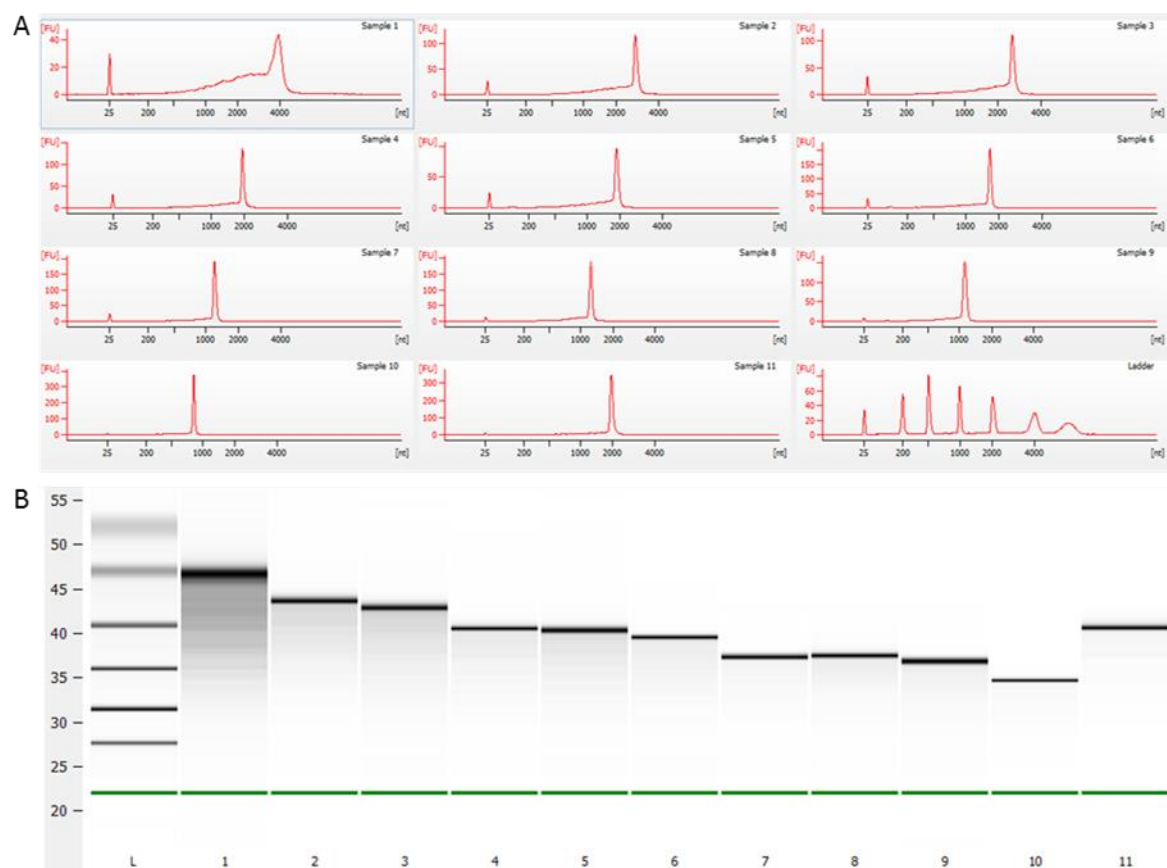 A
[FU] Sample 1
40
20
0
25 200 1000 2000 4000 [nt]
[FU] Sample 2
100
50
0
25 200 1000 2000 4000 [nt]
[FU] Sample 3
100
50
0
25 200 1000 2000 4000 [nt]
[FU] Sample 4
150
100
50
0
25 200 1000 2000 4000 [nt]
[FU] Sample 5
50
0
25 200 1000 2000 4000 [nt]
[FU] Sample 6
200
150
100
50
0
25 200 1000 2000 4000 [nt]
[FU] Sample 7
150
100
50
0
25 200 1000 2000 4000 [nt]
[FU] Sample 8
150
100
50
0
25 200 1000 2000 4000 [nt]
[FU] Sample 9
100
50
0
25 200 1000 2000 4000 [nt]
[FU] Sample 10
300
200
100
0
25 200 1000 2000 4000 [nt]
[FU] Sample 11
300
200
100
0
25 200 1000 2000 4000 [nt]
[FU] Ladder
60
40
20
0
25 200 1000 2000 4000 [nt]
B
55
50
45
40
35
30
25
20
L 1 2 3 4 5 6 7 8 9 10 11